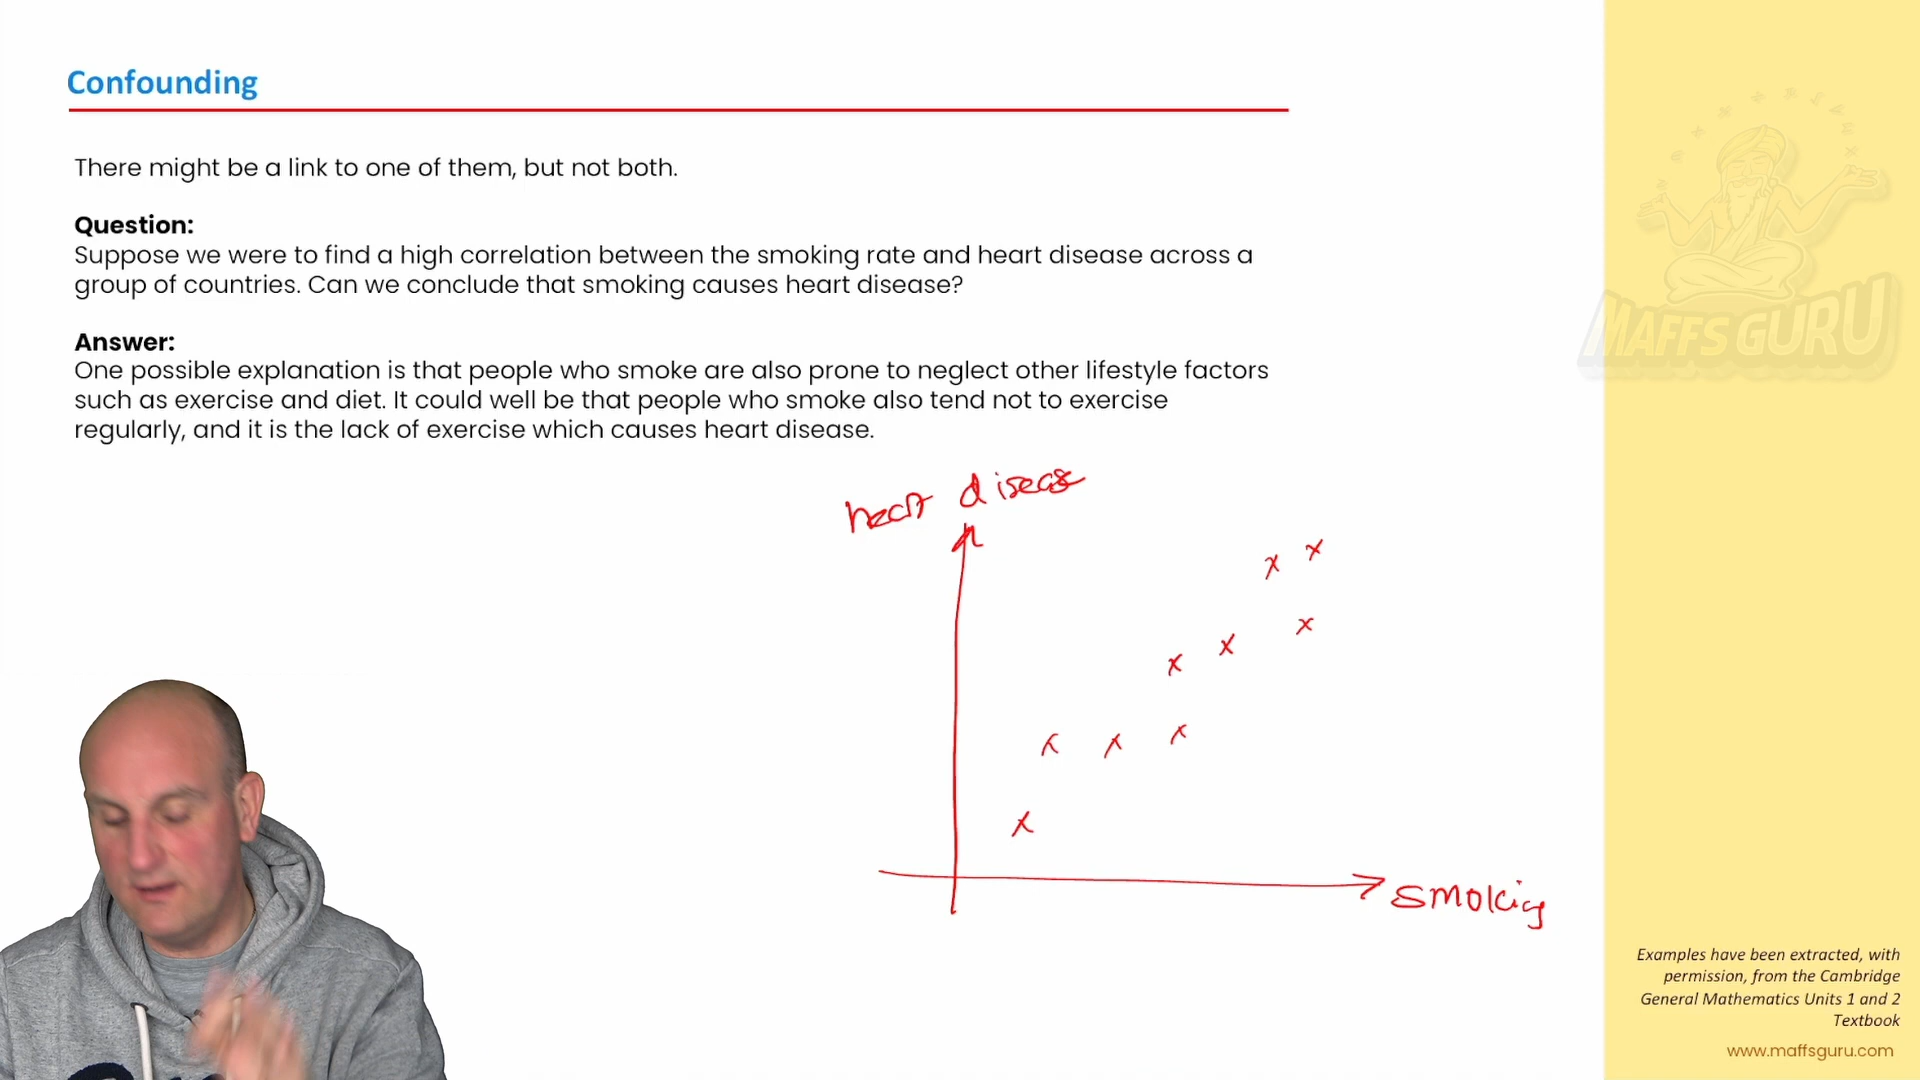 Confounding
There might be a link to one of them, but not both.
Question:
Suppose we were to find a high correlation between the smoking rate and heart disease across a
group of countries. Can we conclude that smoking causes heart disease?
Answer:
One possible explanation is that people who smoke are also prone to neglect other lifestyle factors
such as exercise and diet. It could well be that people who smoke also tend not to exercise
regularly, and it is the lack of exercise which causes heart disease.
heart disease
smoking
MAFFS GURU
Examples have been extracted, with
permission, from the Cambridge
General Mathematics Units 1 and 2
Textbook
www.maffsguru.com